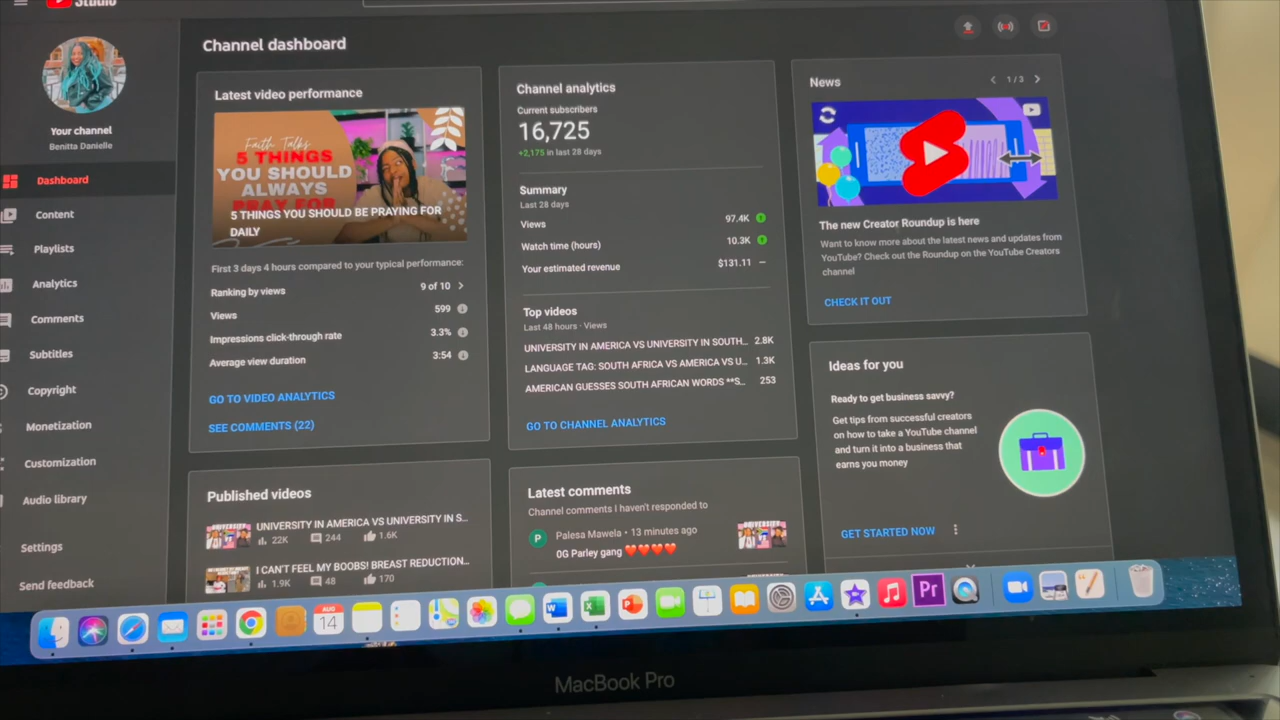 Studio
Your channel
Benitta Danielle
Dashboard
Content
Playlists
Analytics
Comments
Subtitles
Copyright
Monetization
Customization
Audio library
Settings
Send feedback
Channel dashboard
Latest video performance
Faith Talks
5 THINGS
YOU SHOULD
ALWAYS
PRAY FOR
5 THINGS YOU SHOULD BE PRAYING FOR
DAILY
First 3 days 4 hours compared to your typical performance:
Ranking by views 9 of 10
Views 599
Impressions click-through rate 3.3%
Average view duration 3:54
GO TO VIDEO ANALYTICS
SEE COMMENTS (22)
Published videos
UNIVERSITY IN AMERICA VS UNIVERSITY IN S...
22K 244 1.6K
I CAN'T FEEL MY BOOBS! BREAST REDUCTION...
1.9K 48 170
Channel analytics
Current subscribers
16,725
+2,175 in last 28 days
Summary
Last 28 days
Views 97.4K
Watch time (hours) 10.3K
Your estimated revenue $131.11 —
Top videos
Last 48 hours · Views
UNIVERSITY IN AMERICA VS UNIVERSITY IN SOUTH... 2.8K
LANGUAGE TAG: SOUTH AFRICA VS AMERICA VS U... 1.3K
AMERICAN GUESSES SOUTH AFRICAN WORDS **S... 253
GO TO CHANNEL ANALYTICS
Latest comments
Channel comments I haven't responded to
P
Palesa Mawela • 13 minutes ago
0G Parley gang ❤️❤️❤️❤️
News
1 / 3
The new Creator Roundup is here
Want to know more about the latest news and updates from
YouTube? Check out the Roundup on the YouTube Creators
channel
CHECK IT OUT
Ideas for you
Ready to get business savvy?
Get tips from successful creators
on how to take a YouTube channel
and turn it into a business that
earns you money
GET STARTED NOW
AUG
14
W
X
P
Pr
MacBook Pro